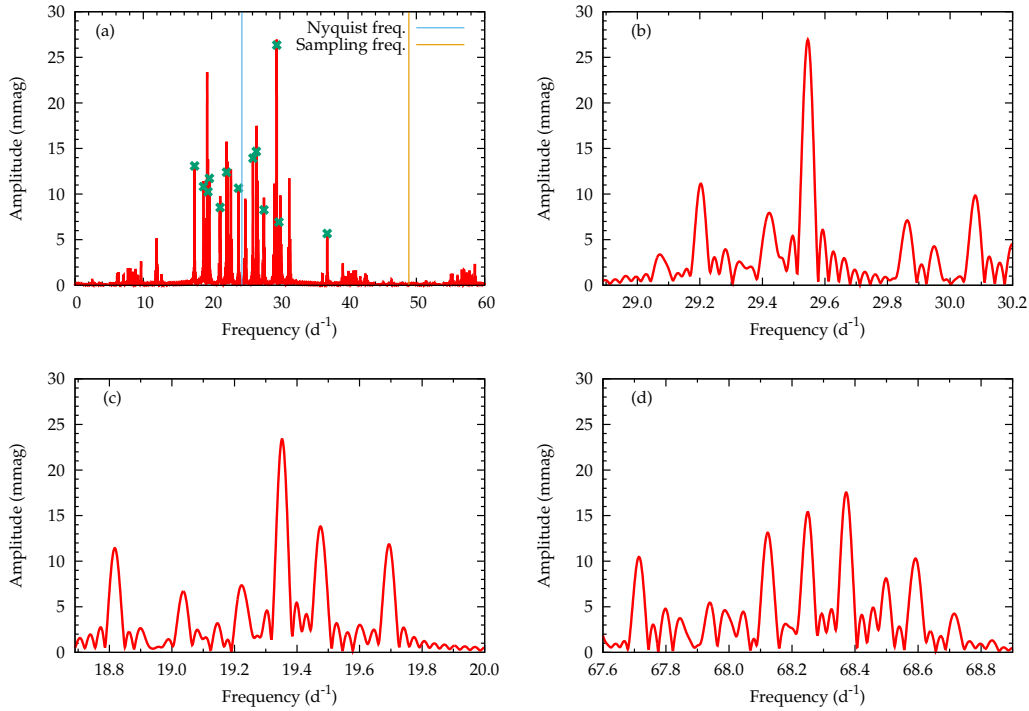 (a)
Nyquist freq.
Sampling freq.
Amplitude (mmag)
30
25
20
15
10
5
0
0 10 20 30 40 50 60
Frequency (d⁻¹)
(b)
Amplitude (mmag)
30
25
20
15
10
5
0
29.0 29.2 29.4 29.6 29.8 30.0 30.2
Frequency (d⁻¹)
(c)
Amplitude (mmag)
30
25
20
15
10
5
0
18.8 19.0 19.2 19.4 19.6 19.8 20.0
Frequency (d⁻¹)
(d)
Amplitude (mmag)
30
25
20
15
10
5
0
67.6 67.8 68.0 68.2 68.4 68.6 68.8
Frequency (d⁻¹)